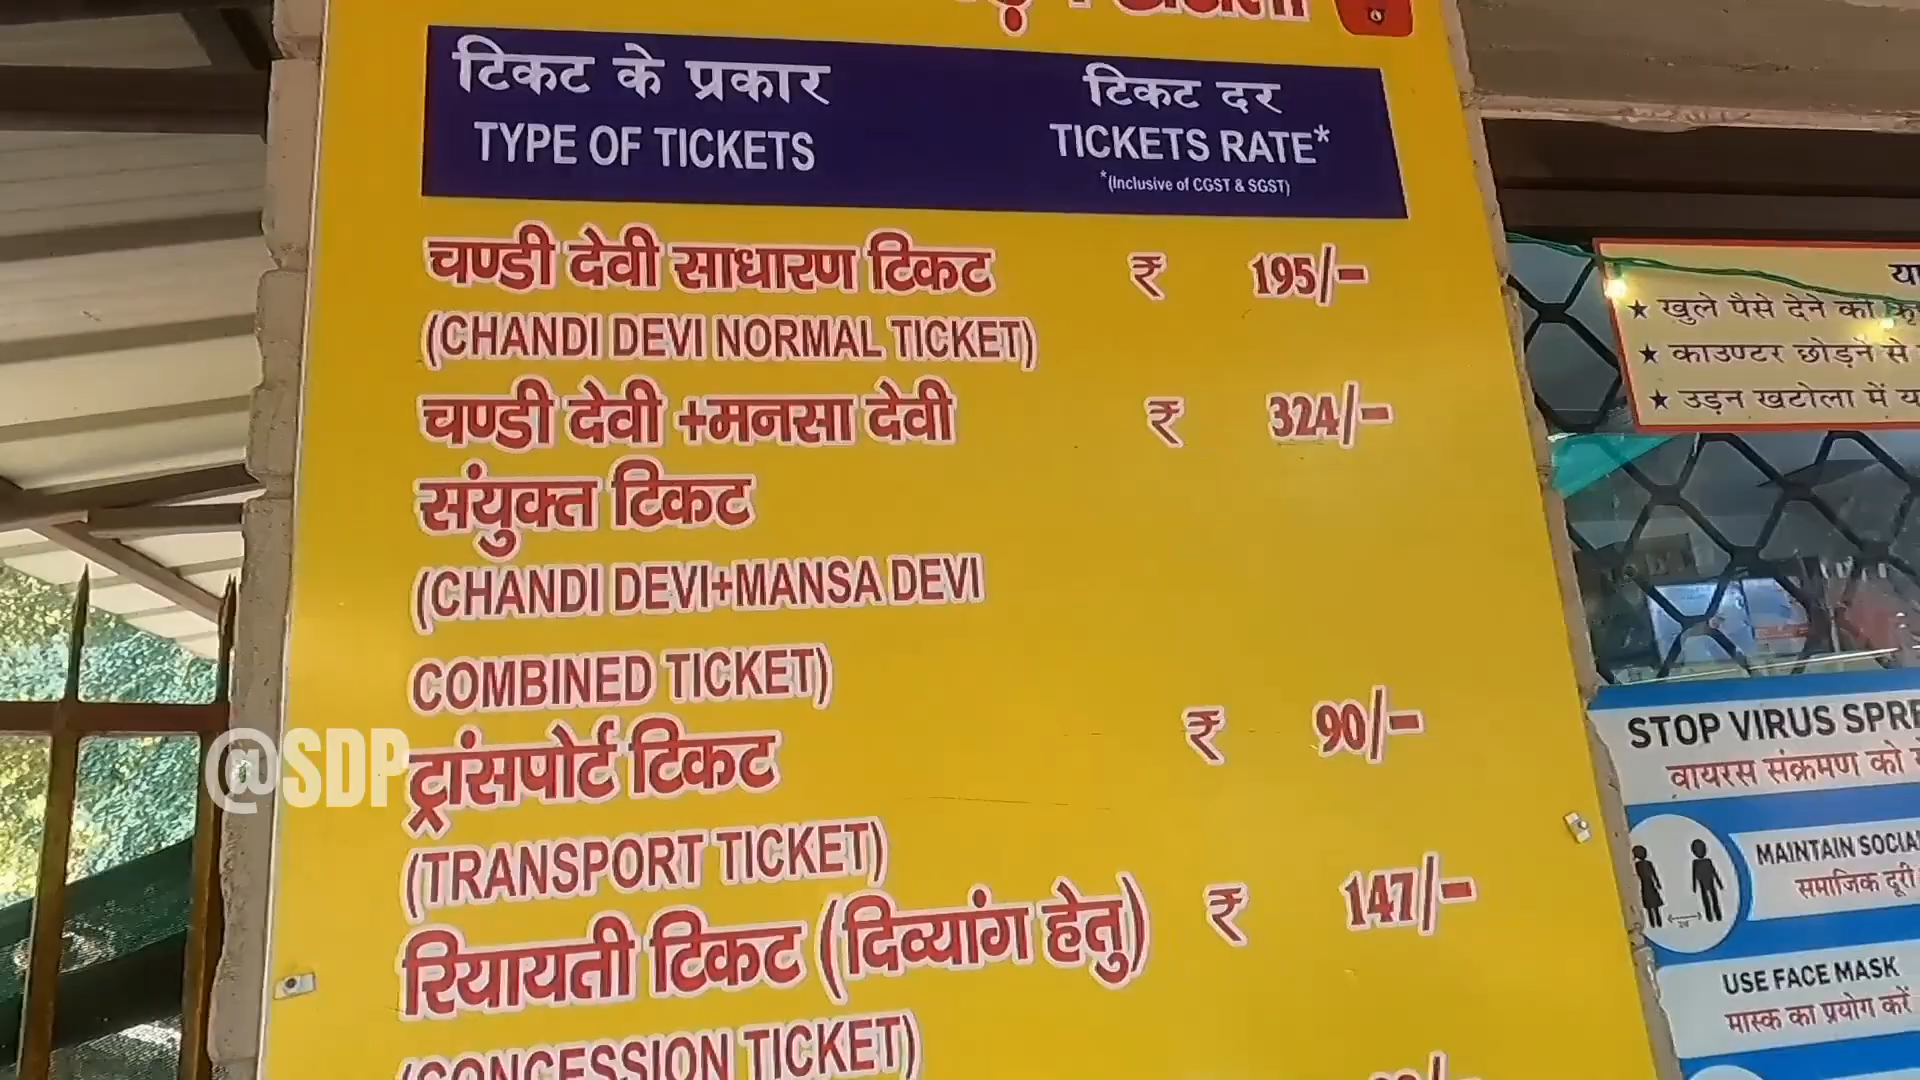 टिकट के प्रकार
TYPE OF TICKETS
टिकट दर
TICKETS RATE*
*(Inclusive of CGST & SGST)
चण्डी देवी साधारण टिकट ₹ 195/-
(CHANDI DEVI NORMAL TICKET)
चण्डी देवी +मनसा देवी ₹ 324/-
संयुक्त टिकट
(CHANDI DEVI+MANSA DEVI
COMBINED TICKET)
ट्रांसपोर्ट टिकट ₹ 90/-
(TRANSPORT TICKET)
रियायती टिकट (दिव्यांग हेतु) ₹ 147/-
(CONCESSION TICKET)
@SDP
★ खुले पैसे देने की
★ काउण्टर छोड़ने से
★ उड़न खटोला में
STOP VIRUS
वायरस संक्रमण को
MAINTAIN
समाजिक दूरी
USE FACE MASK
मास्क का प्रयोग करें